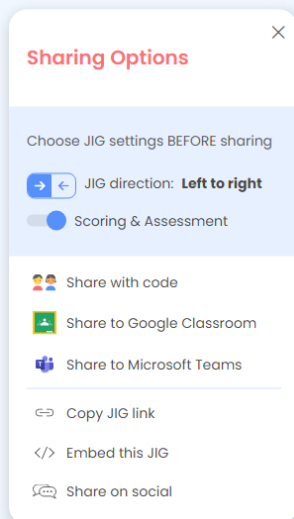 Sharing Options
Choose JIG settings BEFORE sharing
JIG direction: Left to right
Scoring & Assessment
Share with code
Share to Google Classroom
Share to Microsoft Teams
Copy JIG link
Embed this JIG
Share on social